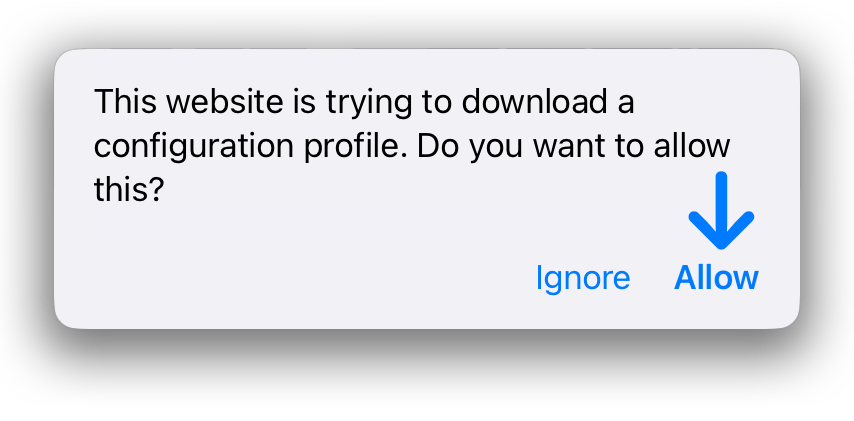 This website is trying to download a
configuration profile. Do you want to allow
this?
Ignore Allow